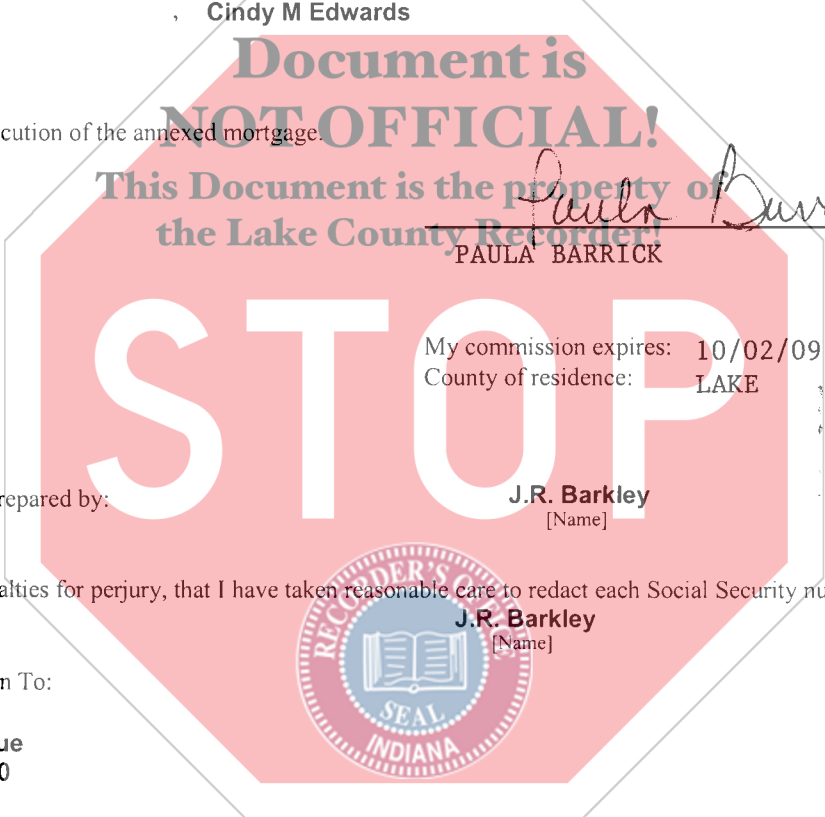 , Cindy M Edwards
Document is
NOT OFFICIAL!
cution of the annexed mortgage.
This Document is the property of
the Lake County Recorder!
Paula
PAULA BARRICK
STOP
My commission expires: 10/02/09
County of residence: LAKE
repared by:
J.R. Barkley
[Name]
alties for perjury, that I have taken reasonable care to redact each Social Security nu
J.R. Barkley
[Name]
RECORDER'S OFFICE
SEAL
INDIANA
n To:
ue
0